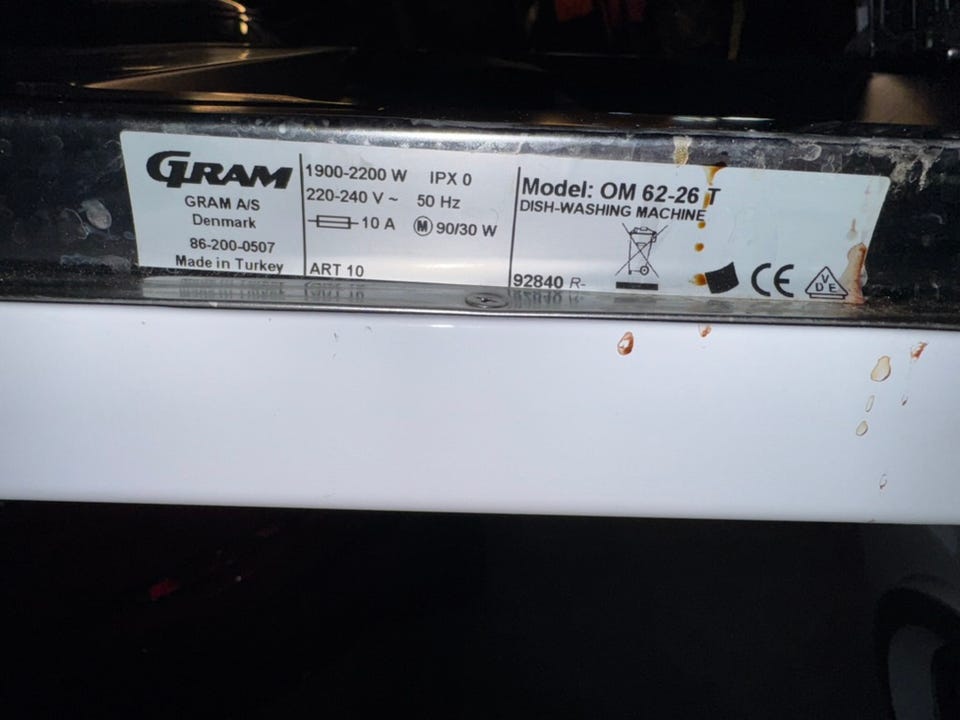 GRAM
GRAM A/S
Denmark
86-200-0507
Made in Turkey
1900-2200 W IPX 0
220-240 V ~ 50 Hz
10 A M 90/30 W
ART 10
Model: OM 62-26 T
DISH-WASHING MACHINE
92840 R-
CE
VDE